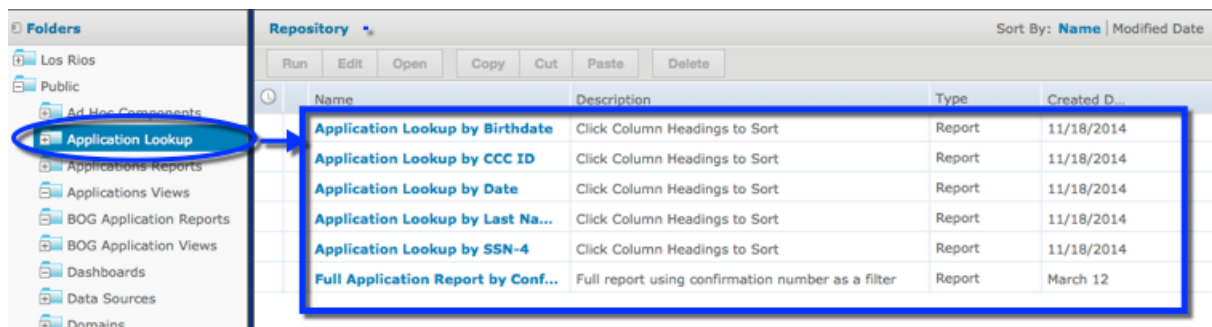 Folders
Los Rios
Public
Ad Hoc Components
Application Lookup
Applications Reports
Applications Views
BOG Application Reports
BOG Application Views
Dashboards
Data Sources
Domains
Repository
Sort By: Name | Modified Date
Run Edit Open Copy Cut Paste Delete
Name Description Type Created D...
Application Lookup by Birthdate Click Column Headings to Sort Report 11/18/2014
Application Lookup by CCC ID Click Column Headings to Sort Report 11/18/2014
Application Lookup by Date Click Column Headings to Sort Report 11/18/2014
Application Lookup by Last Na... Click Column Headings to Sort Report 11/18/2014
Application Lookup by SSN-4 Click Column Headings to Sort Report 11/18/2014
Full Application Report by Conf... Full report using confirmation number as a filter Report March 12